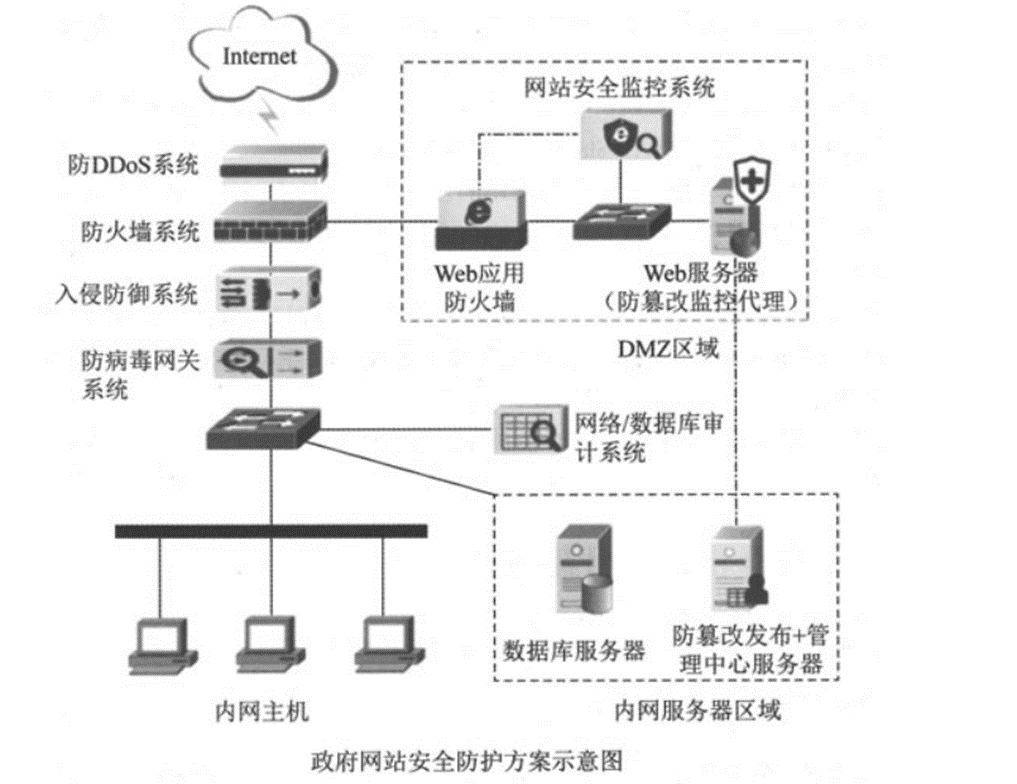 Internet
网站安全监控系统
防DDoS系统
防火墙系统
Web应用
防火墙
Web服务器
（防篡改监控代理）
入侵防御系统
DMZ区域
防病毒网关
系统
网络/数据库审
计系统
数据库服务器
防篡改发布+管
理中心服务器
内网主机
内网服务器区域
政府网站安全防护方案示意图